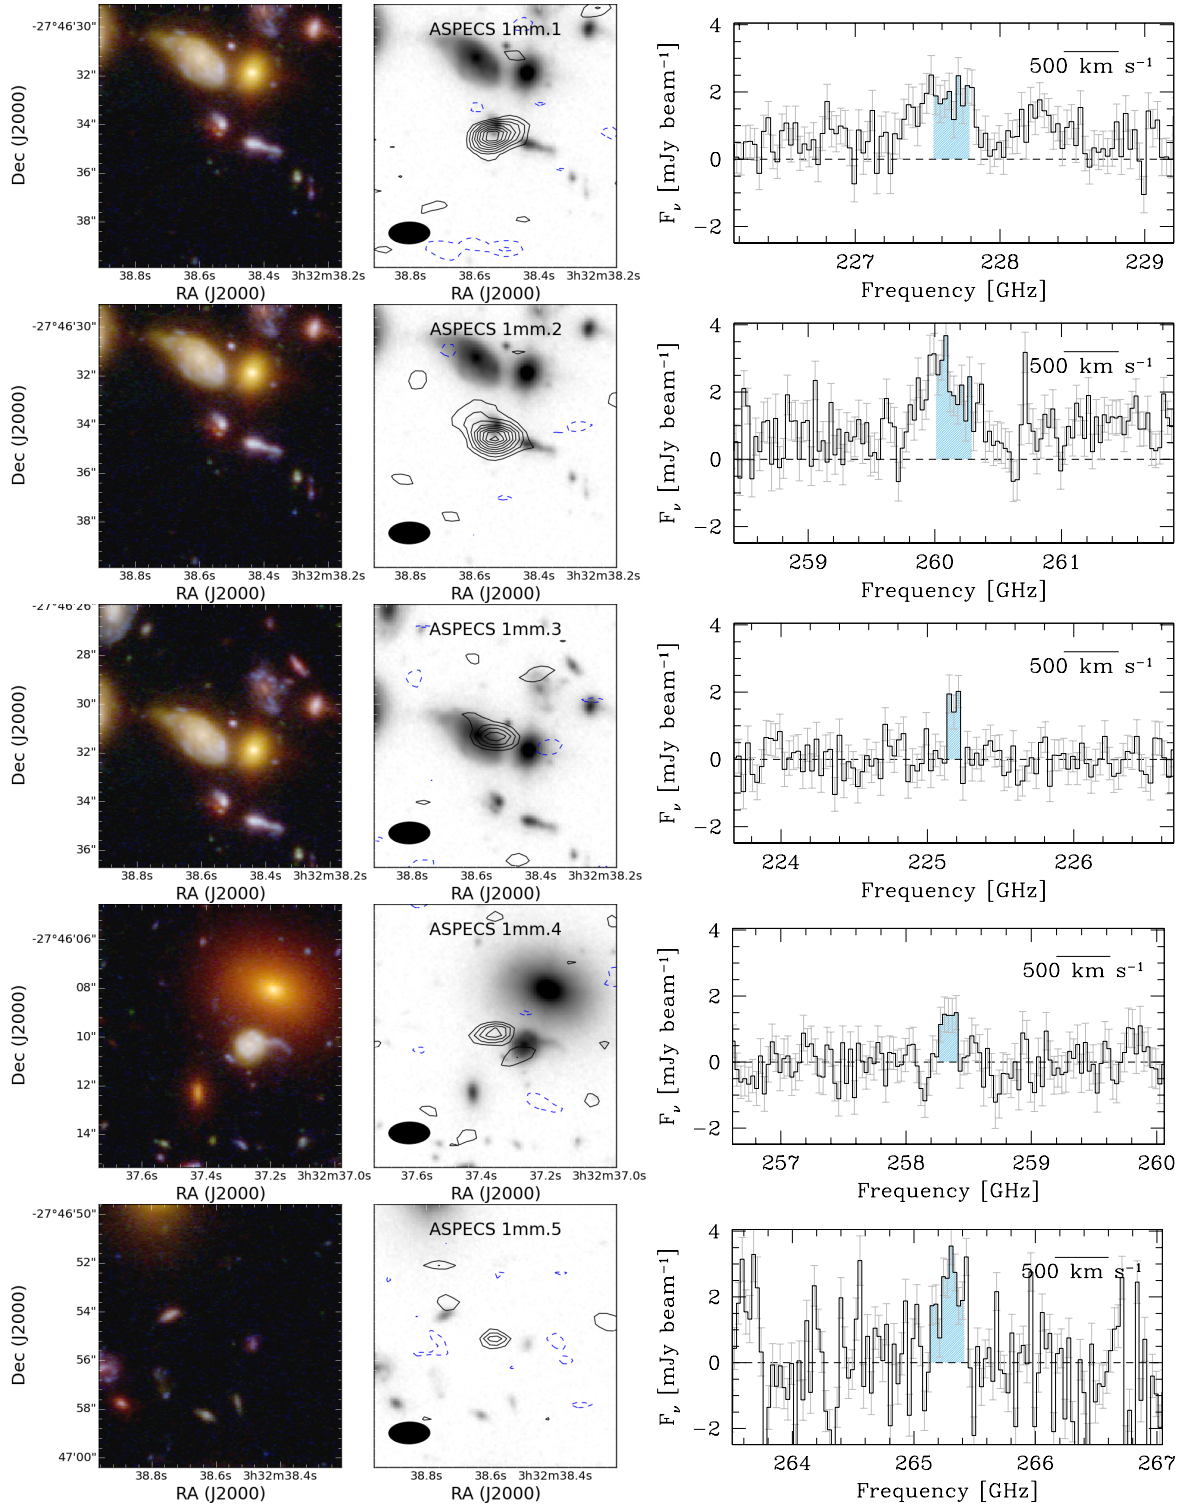 ASPECS 1mm.1
-27°46'30"
32"
34"
36"
38"
Dec (J2000)
38.8s 38.6s 38.4s 3h32m38.2s
RA (J2000)
38.8s 38.6s 38.4s 3h32m38.2s
RA (J2000)
4
2
0
−2
F_ν [mJy beam⁻¹]
500 km s⁻¹
227 228 229
Frequency [GHz]
ASPECS 1mm.2
-27°46'30"
32"
34"
36"
38"
Dec (J2000)
38.8s 38.6s 38.4s 3h32m38.2s
RA (J2000)
38.8s 38.6s 38.4s 3h32m38.2s
RA (J2000)
4
2
0
−2
F_ν [mJy beam⁻¹]
500 km s⁻¹
259 260 261
Frequency [GHz]
ASPECS 1mm.3
-27°46'26"
28"
30"
32"
34"
36"
Dec (J2000)
38.8s 38.6s 38.4s 3h32m38.2s
RA (J2000)
38.8s 38.6s 38.4s 3h32m38.2s
RA (J2000)
4
2
0
−2
F_ν [mJy beam⁻¹]
500 km s⁻¹
224 225 226
Frequency [GHz]
ASPECS 1mm.4
-27°46'06"
08"
10"
12"
14"
Dec (J2000)
37.6s 37.4s 37.2s 3h32m37.0s
RA (J2000)
37.6s 37.4s 37.2s 3h32m37.0s
RA (J2000)
4
2
0
−2
F_ν [mJy beam⁻¹]
500 km s⁻¹
257 258 259 260
Frequency [GHz]
ASPECS 1mm.5
-27°46'50"
52"
54"
56"
58"
47'00"
Dec (J2000)
38.8s 38.6s 3h32m38.4s
RA (J2000)
38.8s 38.6s 3h32m38.4s
RA (J2000)
4
2
0
−2
F_ν [mJy beam⁻¹]
500 km s⁻¹
264 265 266 267
Frequency [GHz]